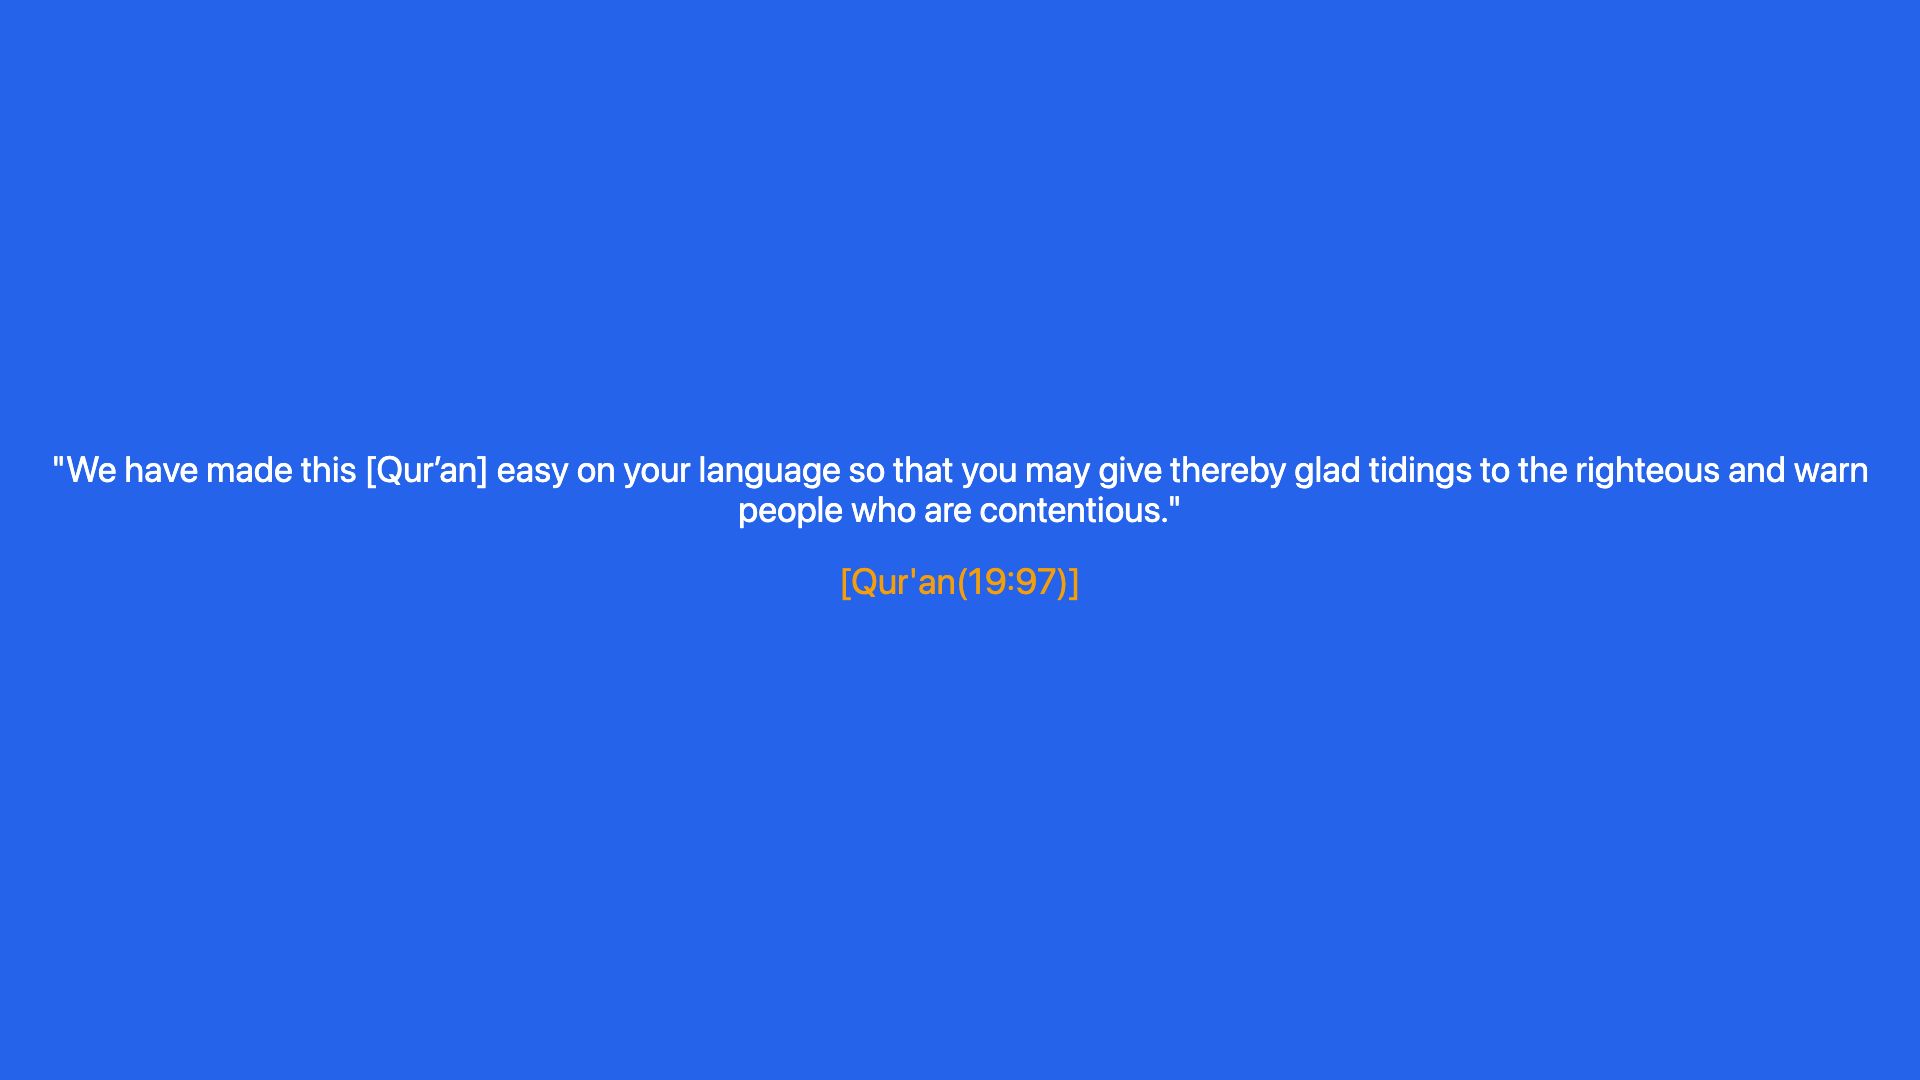 "We have made this [Qur’an] easy on your language so that you may give thereby glad tidings to the righteous and warn
people who are contentious."
[Qur'an(19:97)]